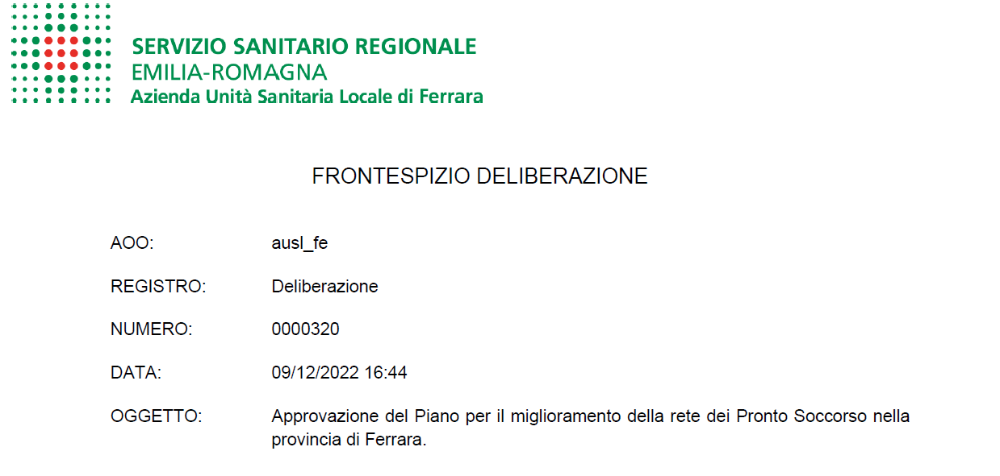 SERVIZIO SANITARIO REGIONALE
EMILIA-ROMAGNA
Azienda Unità Sanitaria Locale di Ferrara
FRONTESPIZIO DELIBERAZIONE
AOO: ausl_fe
REGISTRO: Deliberazione
NUMERO: 0000320
DATA: 09/12/2022 16:44
OGGETTO: Approvazione del Piano per il miglioramento della rete dei Pronto Soccorso nella
provincia di Ferrara.